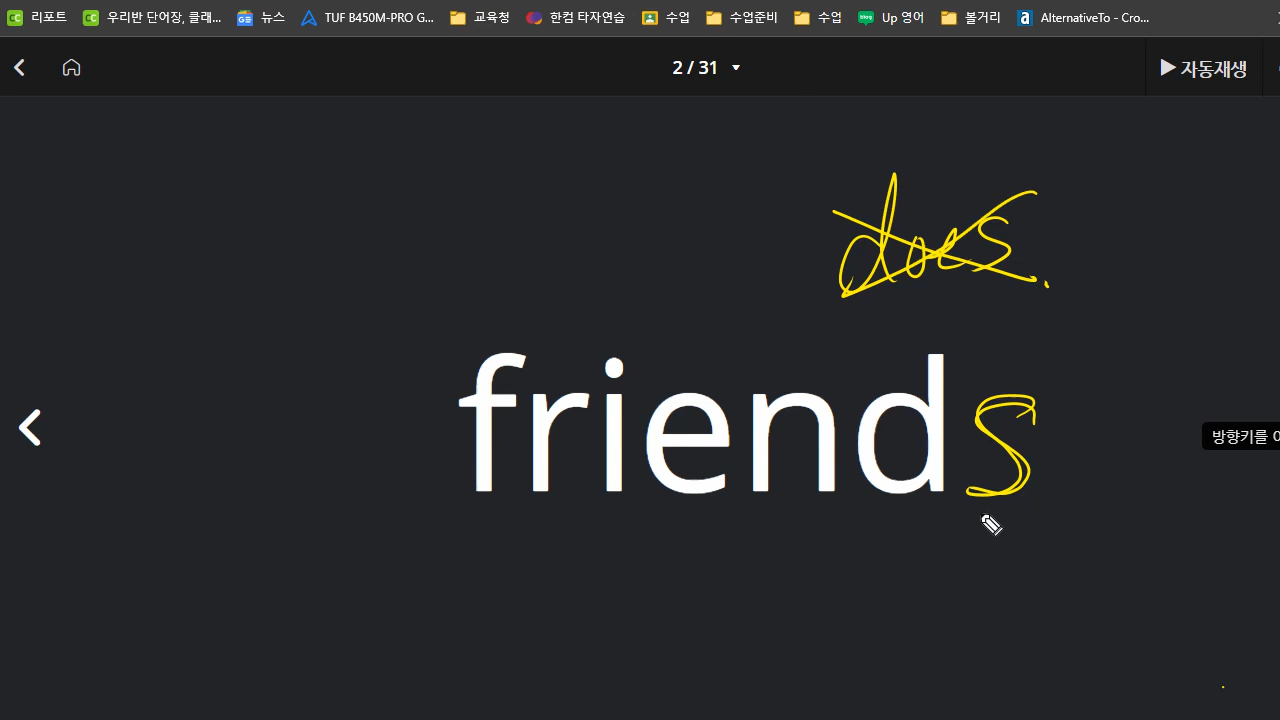 리포트 우리반 단어장, 클래... 뉴스 TUF B450M-PRO G... 교육청 한컴 타자연습 수업 수업준비 수업 Up 영어 볼거리 AlternativeTo - Cro...
2 / 31 ▶ 자동재생
does.
friends
방향키를